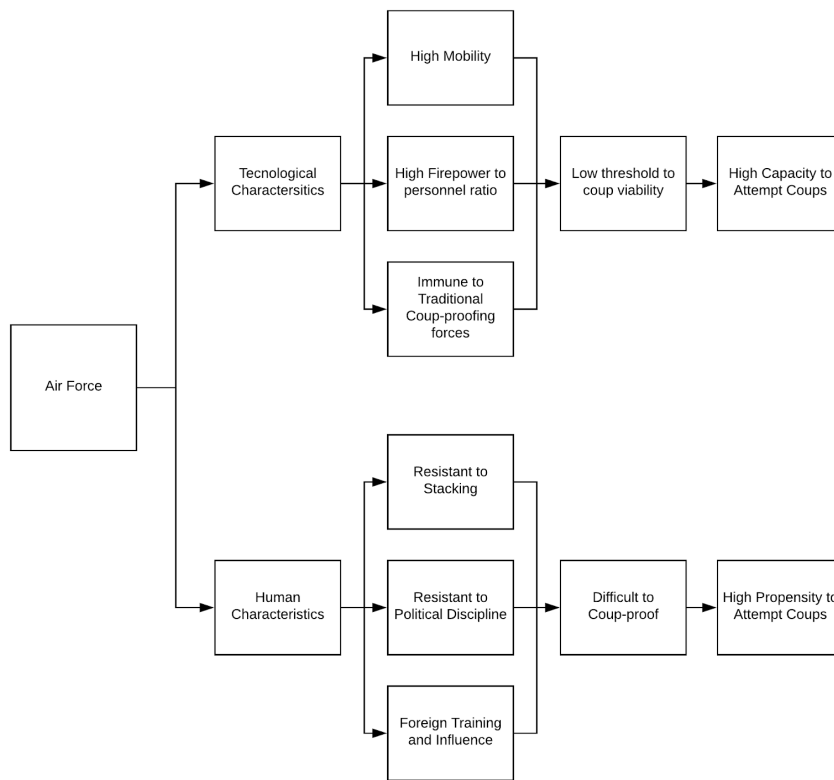 High Mobility
Tecnological
Charactersitics
High Firepower to
personnel ratio
Low threshold to
coup viability
High Capacity to
Attempt Coups
Immune to
Traditional
Coup-proofing
forces
Air Force
Resistant to
Stacking
Human
Characteristics
Resistant to
Political Discipline
Difficult to
Coup-proof
High Propensity to
Attempt Coups
Foreign Training
and Influence